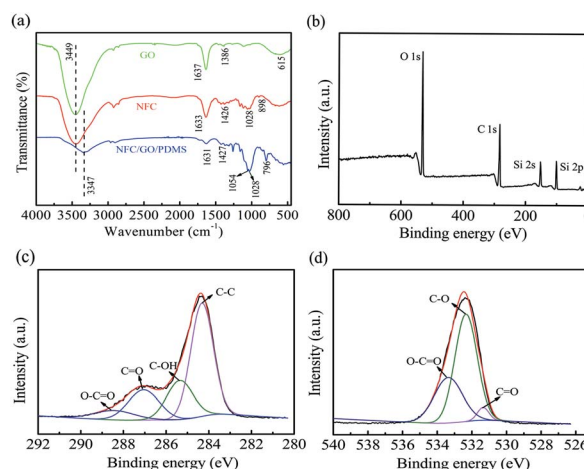 (a)
3449
GO
1637
1386
615
NFC
1633
1426
1028
898
NFC/GO/PDMS
3347
1631
1427
1054
1028
796
Transmittance (%)
4000 3500 3000 2500 2000 1500 1000 500
Wavenumber (cm-1)
(b)
O 1s
C 1s
Si 2s
Si 2p
Intensity (a.u.)
800 600 400 200 0
Binding energy (eV)
(c)
C-C
C-OH
C=O
O-C=O
Intensity (a.u.)
292 290 288 286 284 282 280
Binding energy (eV)
(d)
C-O
O-C=O
C=O
Intensity (a.u.)
540 538 536 534 532 530 528 526
Binding energy (eV)